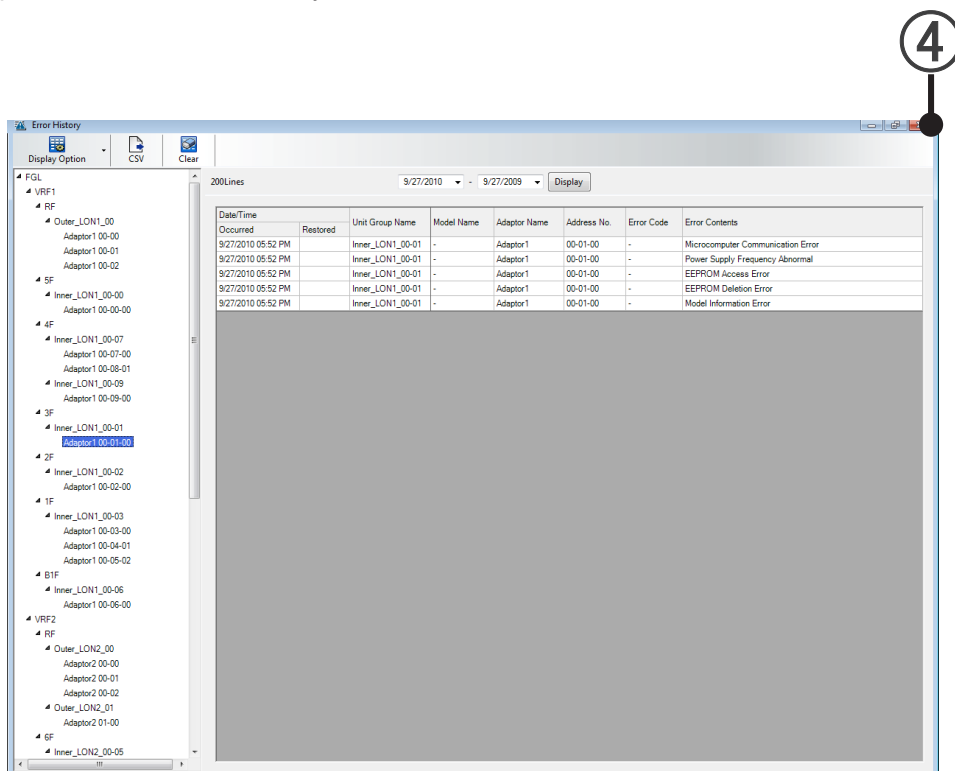 ④
Error History
Display Option CSV Clear
FGL
VRF1
RF
Outer_LON1_00
Adaptor1 00-00
Adaptor1 00-01
Adaptor1 00-02
5F
Inner_LON1_00-00
Adaptor1 00-00-00
4F
Inner_LON1_00-07
Adaptor1 00-07-00
Adaptor1 00-08-01
Inner_LON1_00-09
Adaptor1 00-09-00
3F
Inner_LON1_00-01
Adaptor1 00-01-00
2F
Inner_LON1_00-02
Adaptor1 00-02-00
1F
Inner_LON1_00-03
Adaptor1 00-03-00
Adaptor1 00-04-01
Adaptor1 00-05-02
B1F
Inner_LON1_00-06
Adaptor1 00-06-00
VRF2
RF
Outer_LON2_00
Adaptor2 00-00
Adaptor2 00-01
Adaptor2 00-02
Outer_LON2_01
Adaptor2 01-00
6F
Inner_LON2_00-05
200Lines 9/27/2010 - 9/27/2009 Display
Date/Time Unit Group Name Model Name Adaptor Name Address No. Error Code Error Contents
Occurred Restored
9/27/2010 05:52 PM Inner_LON1_00-01 - Adaptor1 00-01-00 - Microcomputer Communication Error
9/27/2010 05:52 PM Inner_LON1_00-01 - Adaptor1 00-01-00 - Power Supply Frequency Abnormal
9/27/2010 05:52 PM Inner_LON1_00-01 - Adaptor1 00-01-00 - EEPROM Access Error
9/27/2010 05:52 PM Inner_LON1_00-01 - Adaptor1 00-01-00 - EEPROM Deletion Error
9/27/2010 05:52 PM Inner_LON1_00-01 - Adaptor1 00-01-00 - Model Information Error